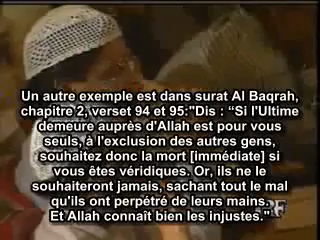 Un autre exemple est dans surat Al Baqrah,
chapitre 2, verset 94 et 95:"Dis : “Si l'Ultime
demeure auprès d'Allah est pour vous
seuls, à l'exclusion des autres gens,
souhaitez donc la mort [immédiate] si
vous êtes véridiques. Or, ils ne le
souhaiteront jamais, sachant tout le mal
qu'ils ont perpétré de leurs mains.
Et Allah connaît bien les injustes."